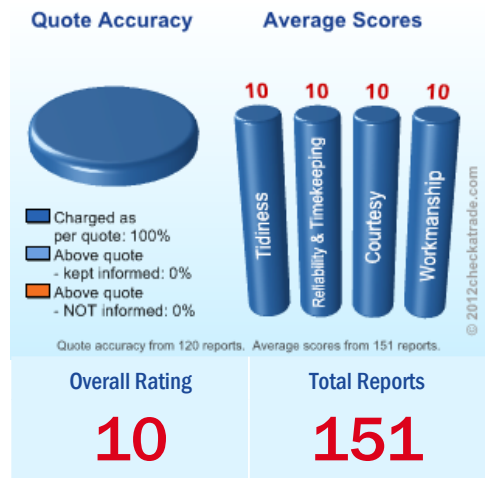 Quote Accuracy
Average Scores
10 10 10 10
Tidiness
Reliability & Timekeeping
Courtesy
Workmanship
Charged as
per quote: 100%
Above quote
- kept informed: 0%
Above quote
- NOT informed: 0%
© 2012checkatrade.com
Quote accuracy from 120 reports. Average scores from 151 reports.
Overall Rating
10
Total Reports
151